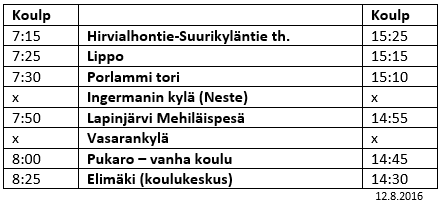 Koulp Koulp
7:15 Hirvialhontie-Suurikyläntie th. 15:25
7:25 Lippo 15:15
7:30 Porlammi tori 15:10
x Ingermanin kylä (Neste) x
7:50 Lapinjärvi Mehiläispesä 14:55
x Vasarankylä x
8:00 Pukaro – vanha koulu 14:45
8:25 Elimäki (koulukeskus) 14:30
12.8.2016